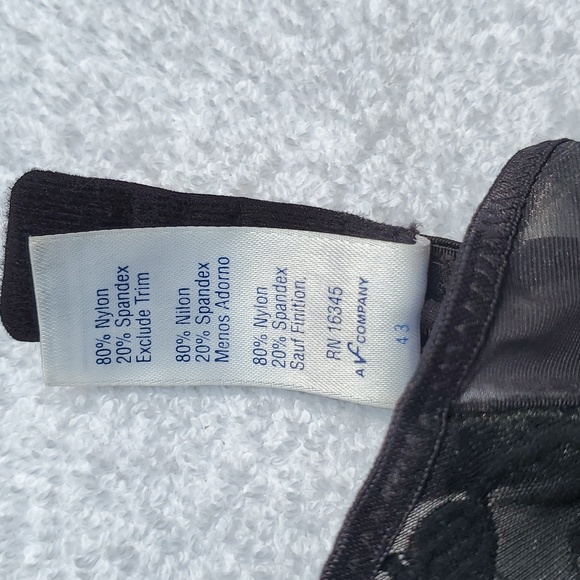 80% Nylon
20% Spandex
Exclude Trim
80% Nilon
20% Spandex
Menos Adorno
80% Nylon
20% Spandex
Sauf Finition.
RN 16345
A VF COMPANY
43